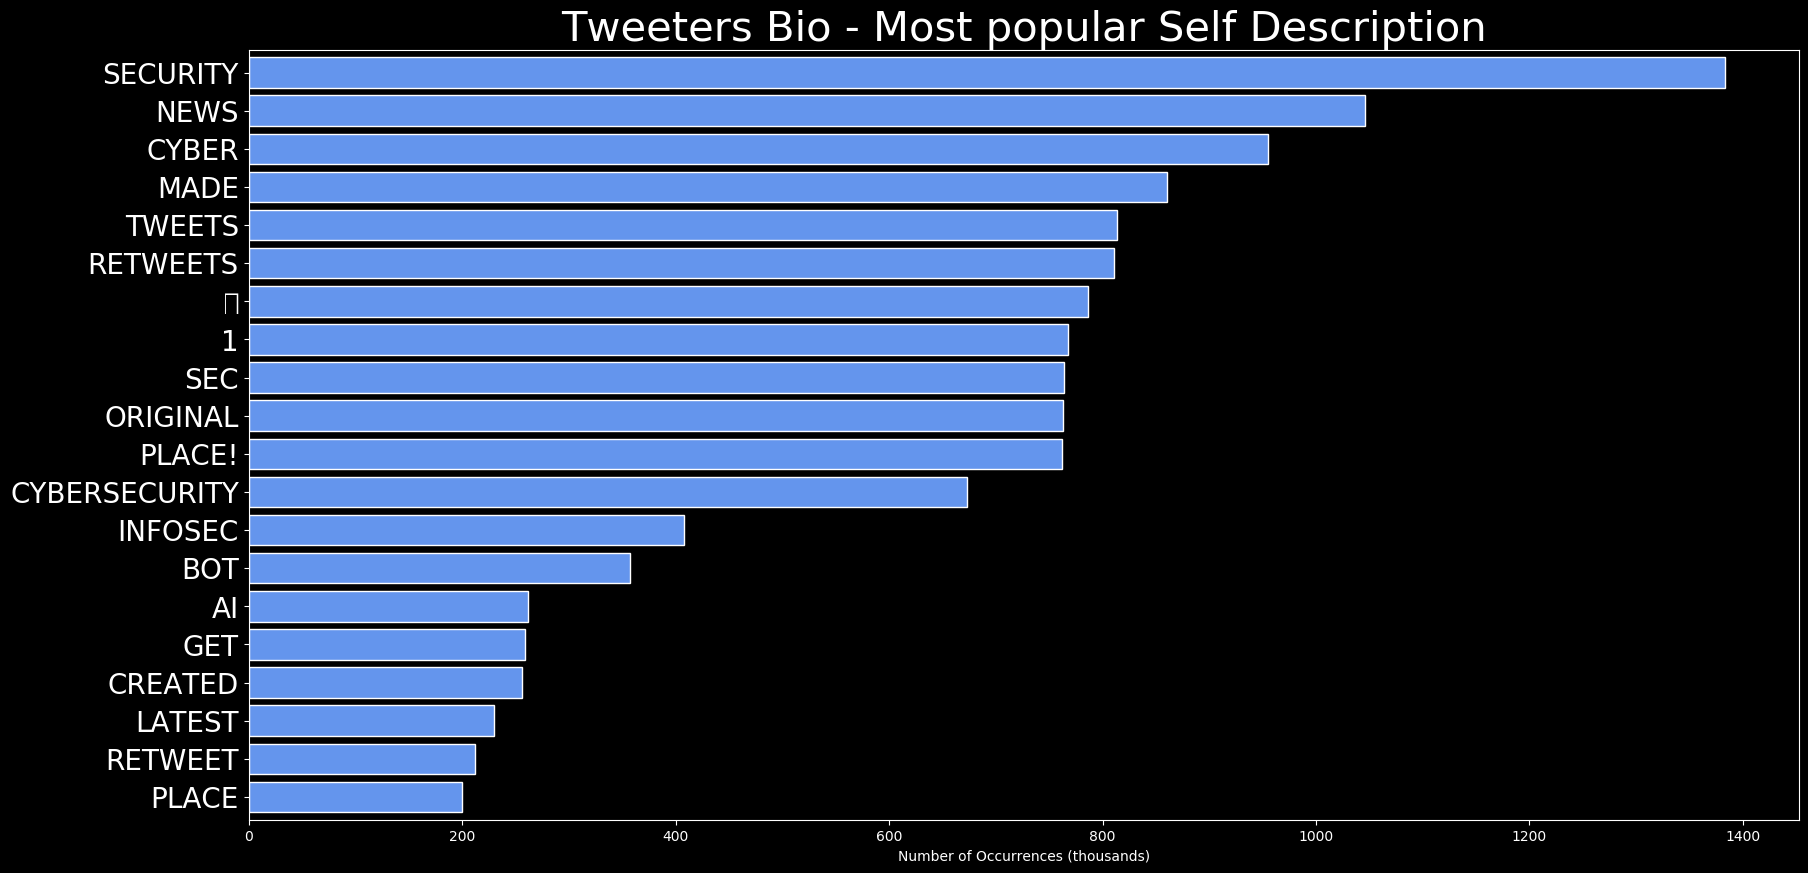 Tweeters Bio - Most popular Self Description
SECURITY
NEWS
CYBER
MADE
TWEETS
RETWEETS
1
SEC
ORIGINAL
PLACE!
CYBERSECURITY
INFOSEC
BOT
AI
GET
CREATED
LATEST
RETWEET
PLACE
0 200 400 600 800 1000 1200 1400
Number of Occurrences (thousands)